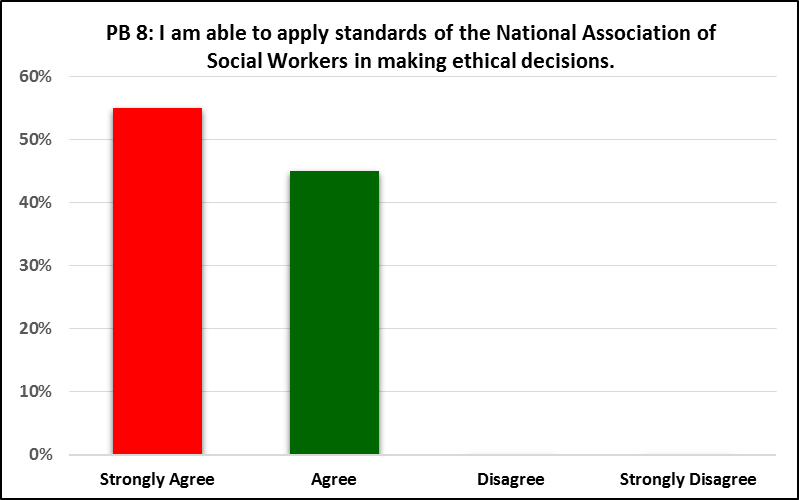 PB 8: I am able to apply standards of the National Association of
Social Workers in making ethical decisions.
60%
50%
40%
30%
20%
10%
0%
Strongly Agree
Agree
Disagree
Strongly Disagree